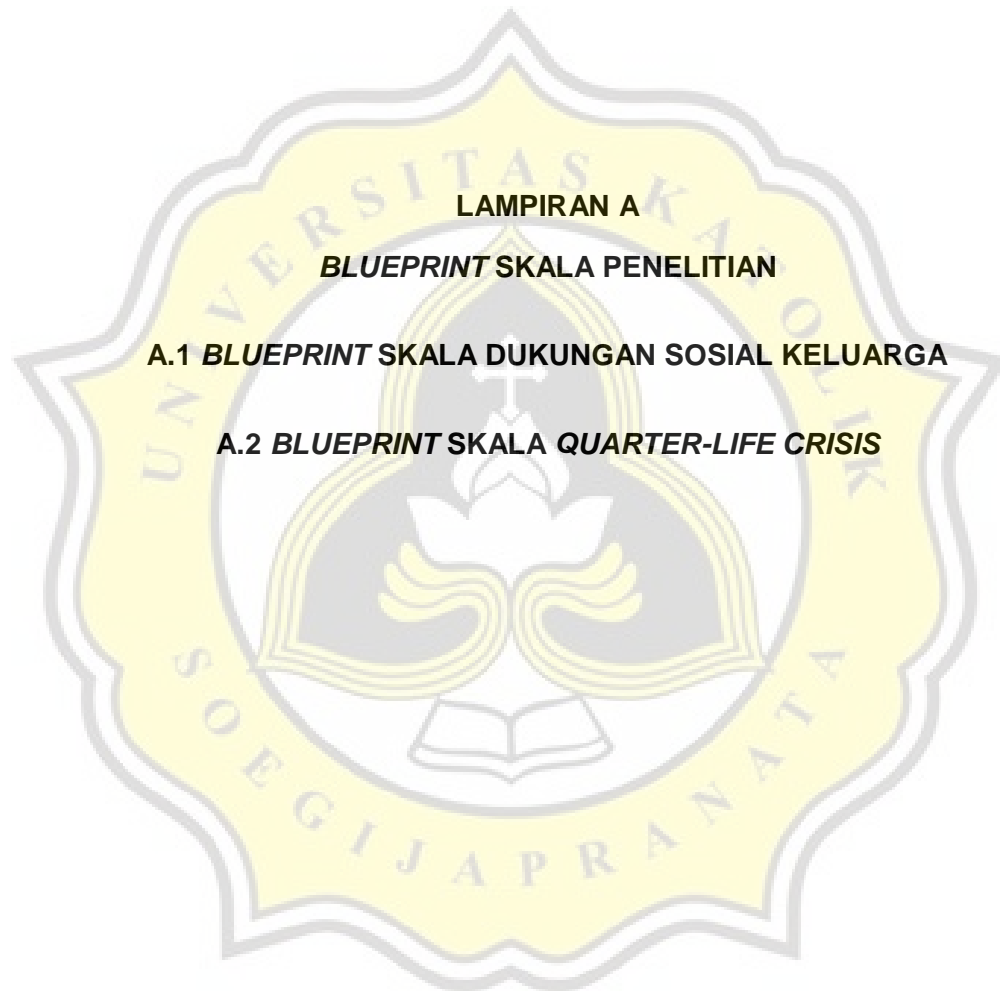 LAMPIRAN A
BLUEPRINT SKALA PENELITIAN
A.1 BLUEPRINT SKALA DUKUNGAN SOSIAL KELUARGA
A.2 BLUEPRINT SKALA QUARTER-LIFE CRISIS
UNIVERSITAS KATOLIK
SOEGIJAPRANATA